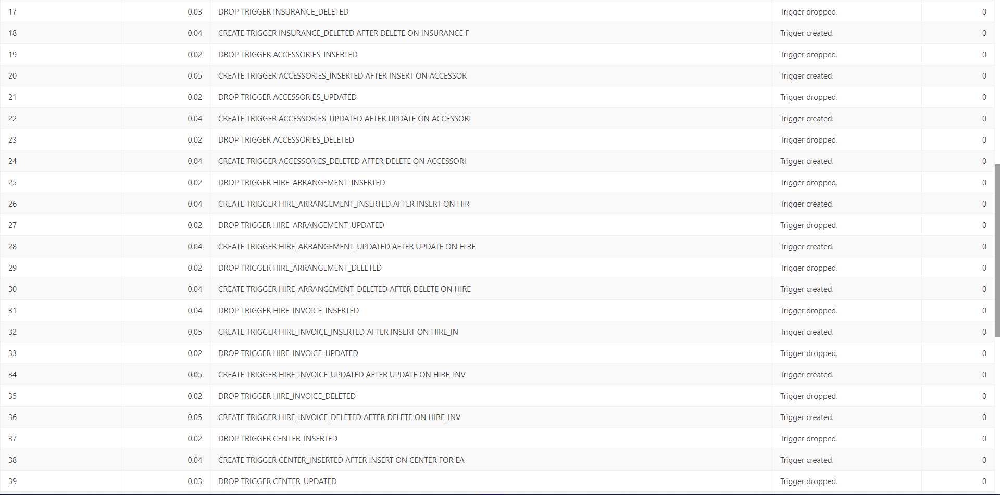 17 0.03 DROP TRIGGER INSURANCE_DELETED Trigger dropped. 0
18 0.04 CREATE TRIGGER INSURANCE_DELETED AFTER DELETE ON INSURANCE F Trigger created. 0
19 0.02 DROP TRIGGER ACCESSORIES_INSERTED Trigger dropped. 0
20 0.05 CREATE TRIGGER ACCESSORIES_INSERTED AFTER INSERT ON ACCESSOR Trigger created. 0
21 0.02 DROP TRIGGER ACCESSORIES_UPDATED Trigger dropped. 0
22 0.04 CREATE TRIGGER ACCESSORIES_UPDATED AFTER UPDATE ON ACCESSORI Trigger created. 0
23 0.02 DROP TRIGGER ACCESSORIES_DELETED Trigger dropped. 0
24 0.04 CREATE TRIGGER ACCESSORIES_DELETED AFTER DELETE ON ACCESSORI Trigger created. 0
25 0.02 DROP TRIGGER HIRE_ARRANGEMENT_INSERTED Trigger dropped. 0
26 0.04 CREATE TRIGGER HIRE_ARRANGEMENT_INSERTED AFTER INSERT ON HIR Trigger created. 0
27 0.02 DROP TRIGGER HIRE_ARRANGEMENT_UPDATED Trigger dropped. 0
28 0.04 CREATE TRIGGER HIRE_ARRANGEMENT_UPDATED AFTER UPDATE ON HIRE Trigger created. 0
29 0.02 DROP TRIGGER HIRE_ARRANGEMENT_DELETED Trigger dropped. 0
30 0.04 CREATE TRIGGER HIRE_ARRANGEMENT_DELETED AFTER DELETE ON HIRE Trigger created. 0
31 0.04 DROP TRIGGER HIRE_INVOICE_INSERTED Trigger dropped. 0
32 0.05 CREATE TRIGGER HIRE_INVOICE_INSERTED AFTER INSERT ON HIRE_IN Trigger created. 0
33 0.02 DROP TRIGGER HIRE_INVOICE_UPDATED Trigger dropped. 0
34 0.05 CREATE TRIGGER HIRE_INVOICE_UPDATED AFTER UPDATE ON HIRE_INV Trigger created. 0
35 0.02 DROP TRIGGER HIRE_INVOICE_DELETED Trigger dropped. 0
36 0.05 CREATE TRIGGER HIRE_INVOICE_DELETED AFTER DELETE ON HIRE_INV Trigger created. 0
37 0.02 DROP TRIGGER CENTER_INSERTED Trigger dropped. 0
38 0.04 CREATE TRIGGER CENTER_INSERTED AFTER INSERT ON CENTER FOR EA Trigger created. 0
39 0.03 DROP TRIGGER CENTER_UPDATED Trigger dropped. 0